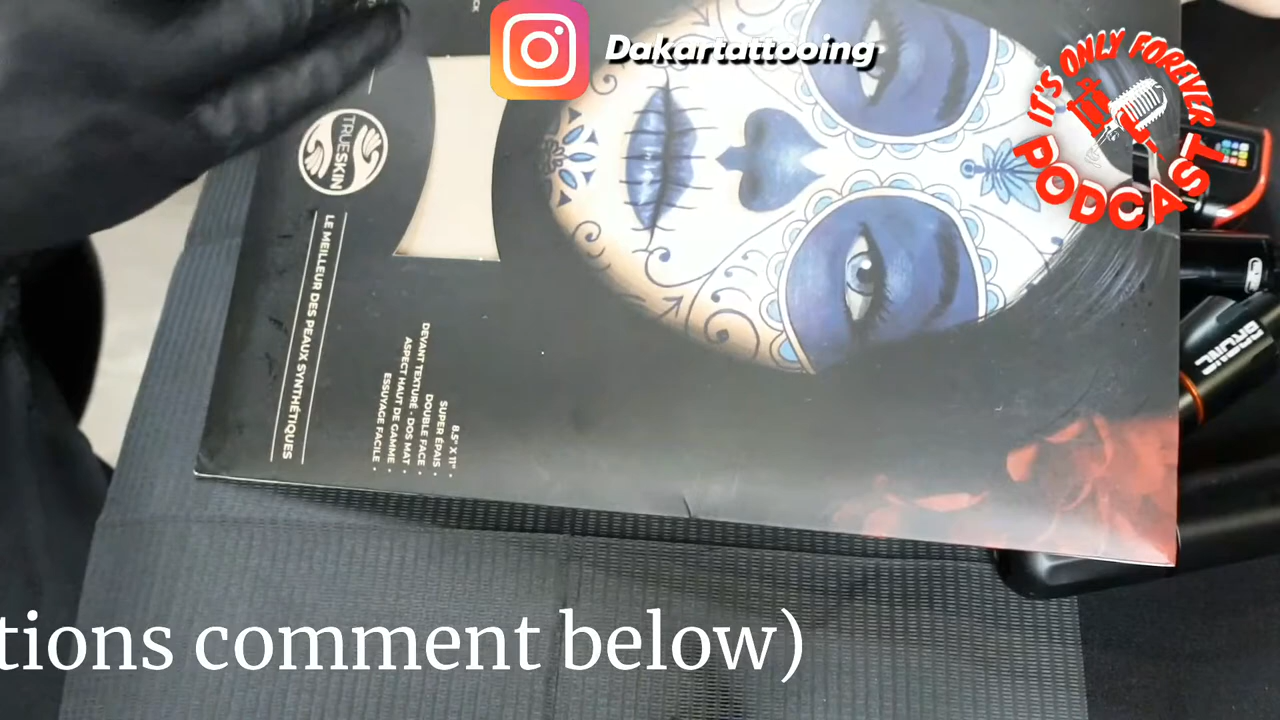 Dakartattooing
IT'S ONLY FOREVER
PODCAST
TRUESKIN
LE MEILLEUR DES PEAUX SYNTHÉTIQUES
8.5" X 11" •
SUPER ÉPAIS •
DOUBLE FACE •
DEVANT TEXTURÉ - DOS MAT •
ASPECT HAUT DE GAMME •
ESSUYAGE FACILE •
tions comment below)